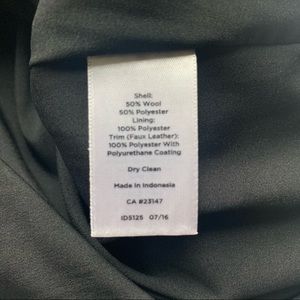 Shell:
50% Wool
50% Polyester
Lining:
100% Polyester
Trim (Faux Leather):
100% Polyester With
Polyurethane Coating
Dry Clean
Made In Indonesia
CA #23147
ID5125 07/16